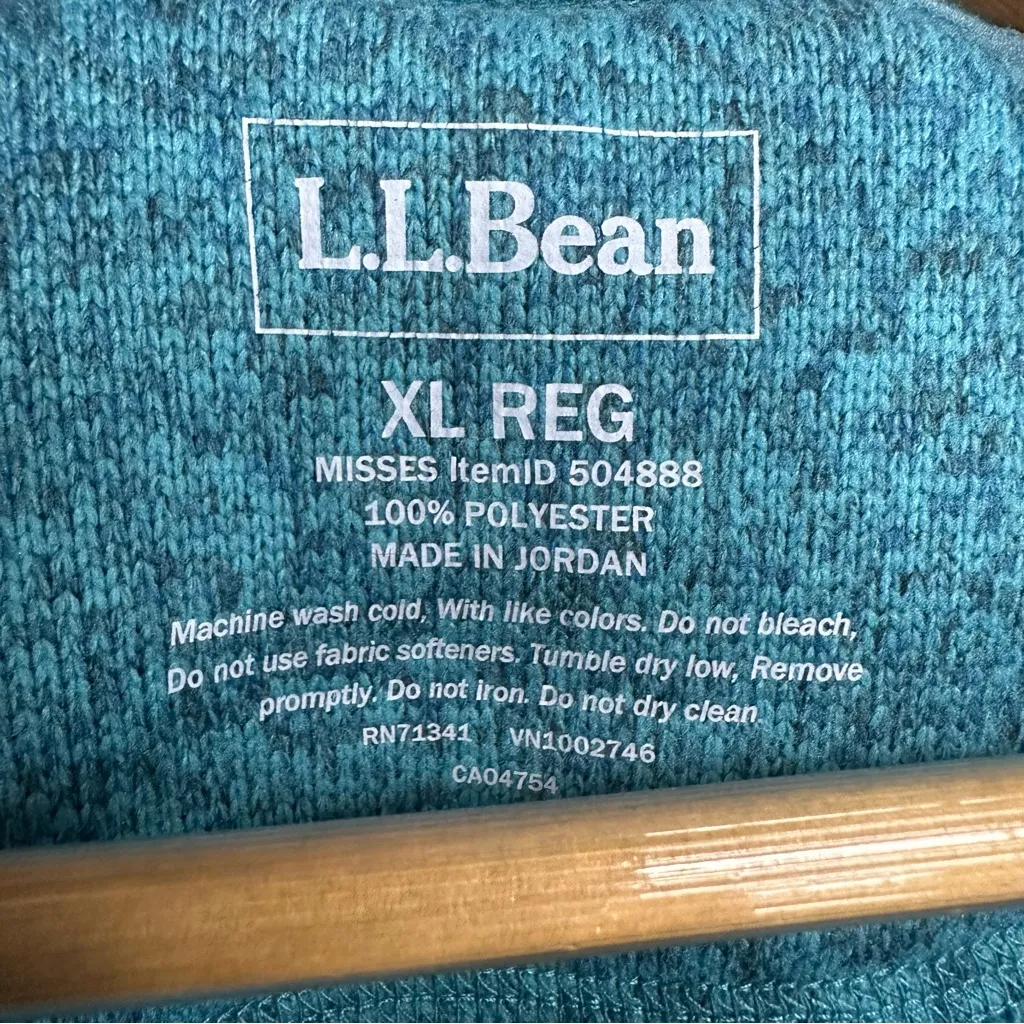 L.L.Bean
XL REG
MISSES ItemID 504888
100% POLYESTER
MADE IN JORDAN
Machine wash cold, With like colors. Do not bleach,
Do not use fabric softeners. Tumble dry low, Remove
promptly. Do not iron. Do not dry clean.
RN71341 VN1002746
CA04754